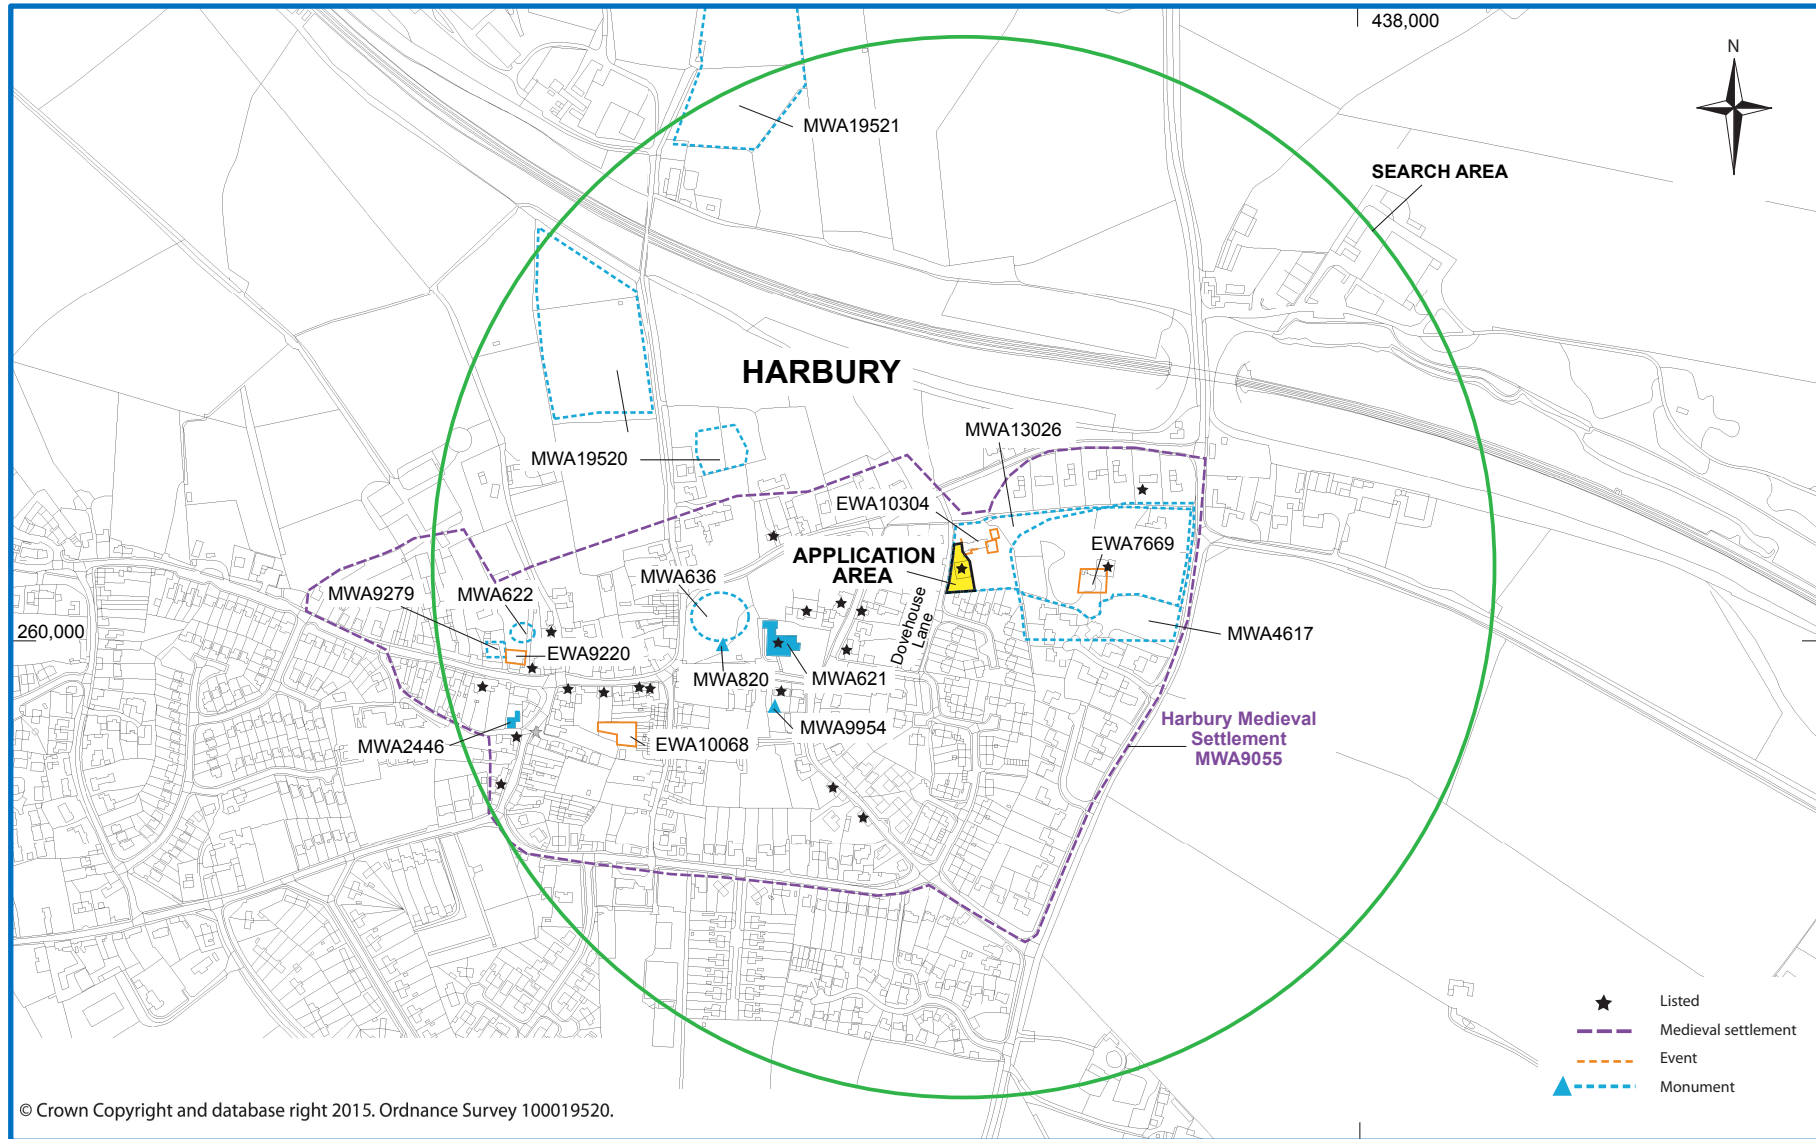 438,000
N
MWA19521
SEARCH AREA
HARBURY
MWA13026
MWA19520
EWA10304
APPLICATION
AREA
EWA7669
MWA636
MWA9279
MWA622
Dovehouse
Lane
260,000
MWA4617
EWA9220
MWA820
MWA621
Harbury Medieval
Settlement
MWA9055
MWA9954
MWA2446
EWA10068
Listed
Medieval settlement
Event
Monument
© Crown Copyright and database right 2015. Ordnance Survey 100019520.